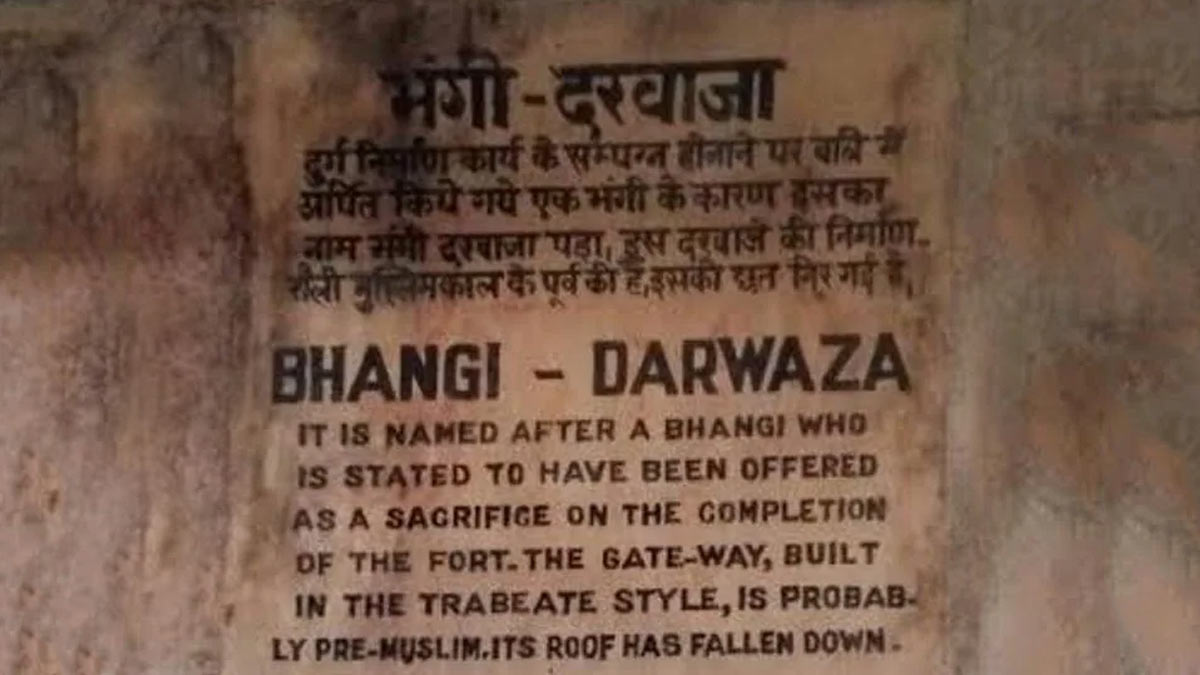 भंगी-दरवाजा
दुर्ग निर्माण कार्य के सम्पन्न होजाने पर बलि में
अर्पित किये गये एक भंगी के कारण इसका
नाम भंगी दरवाजा पड़ा, इस दरवाजे की निर्माण-
शैली मुस्लिमकाल के पूर्व की है, इसकी छत गिर गई है,
BHANGI - DARWAZA
IT IS NAMED AFTER A BHANGI WHO
IS STATED TO HAVE BEEN OFFERED
AS A SACRIFICE ON THE COMPLETION
OF THE FORT. THE GATE-WAY, BUILT
IN THE TRABEATE STYLE, IS PROBAB-
LY PRE-MUSLIM. ITS ROOF HAS FALLEN DOWN.